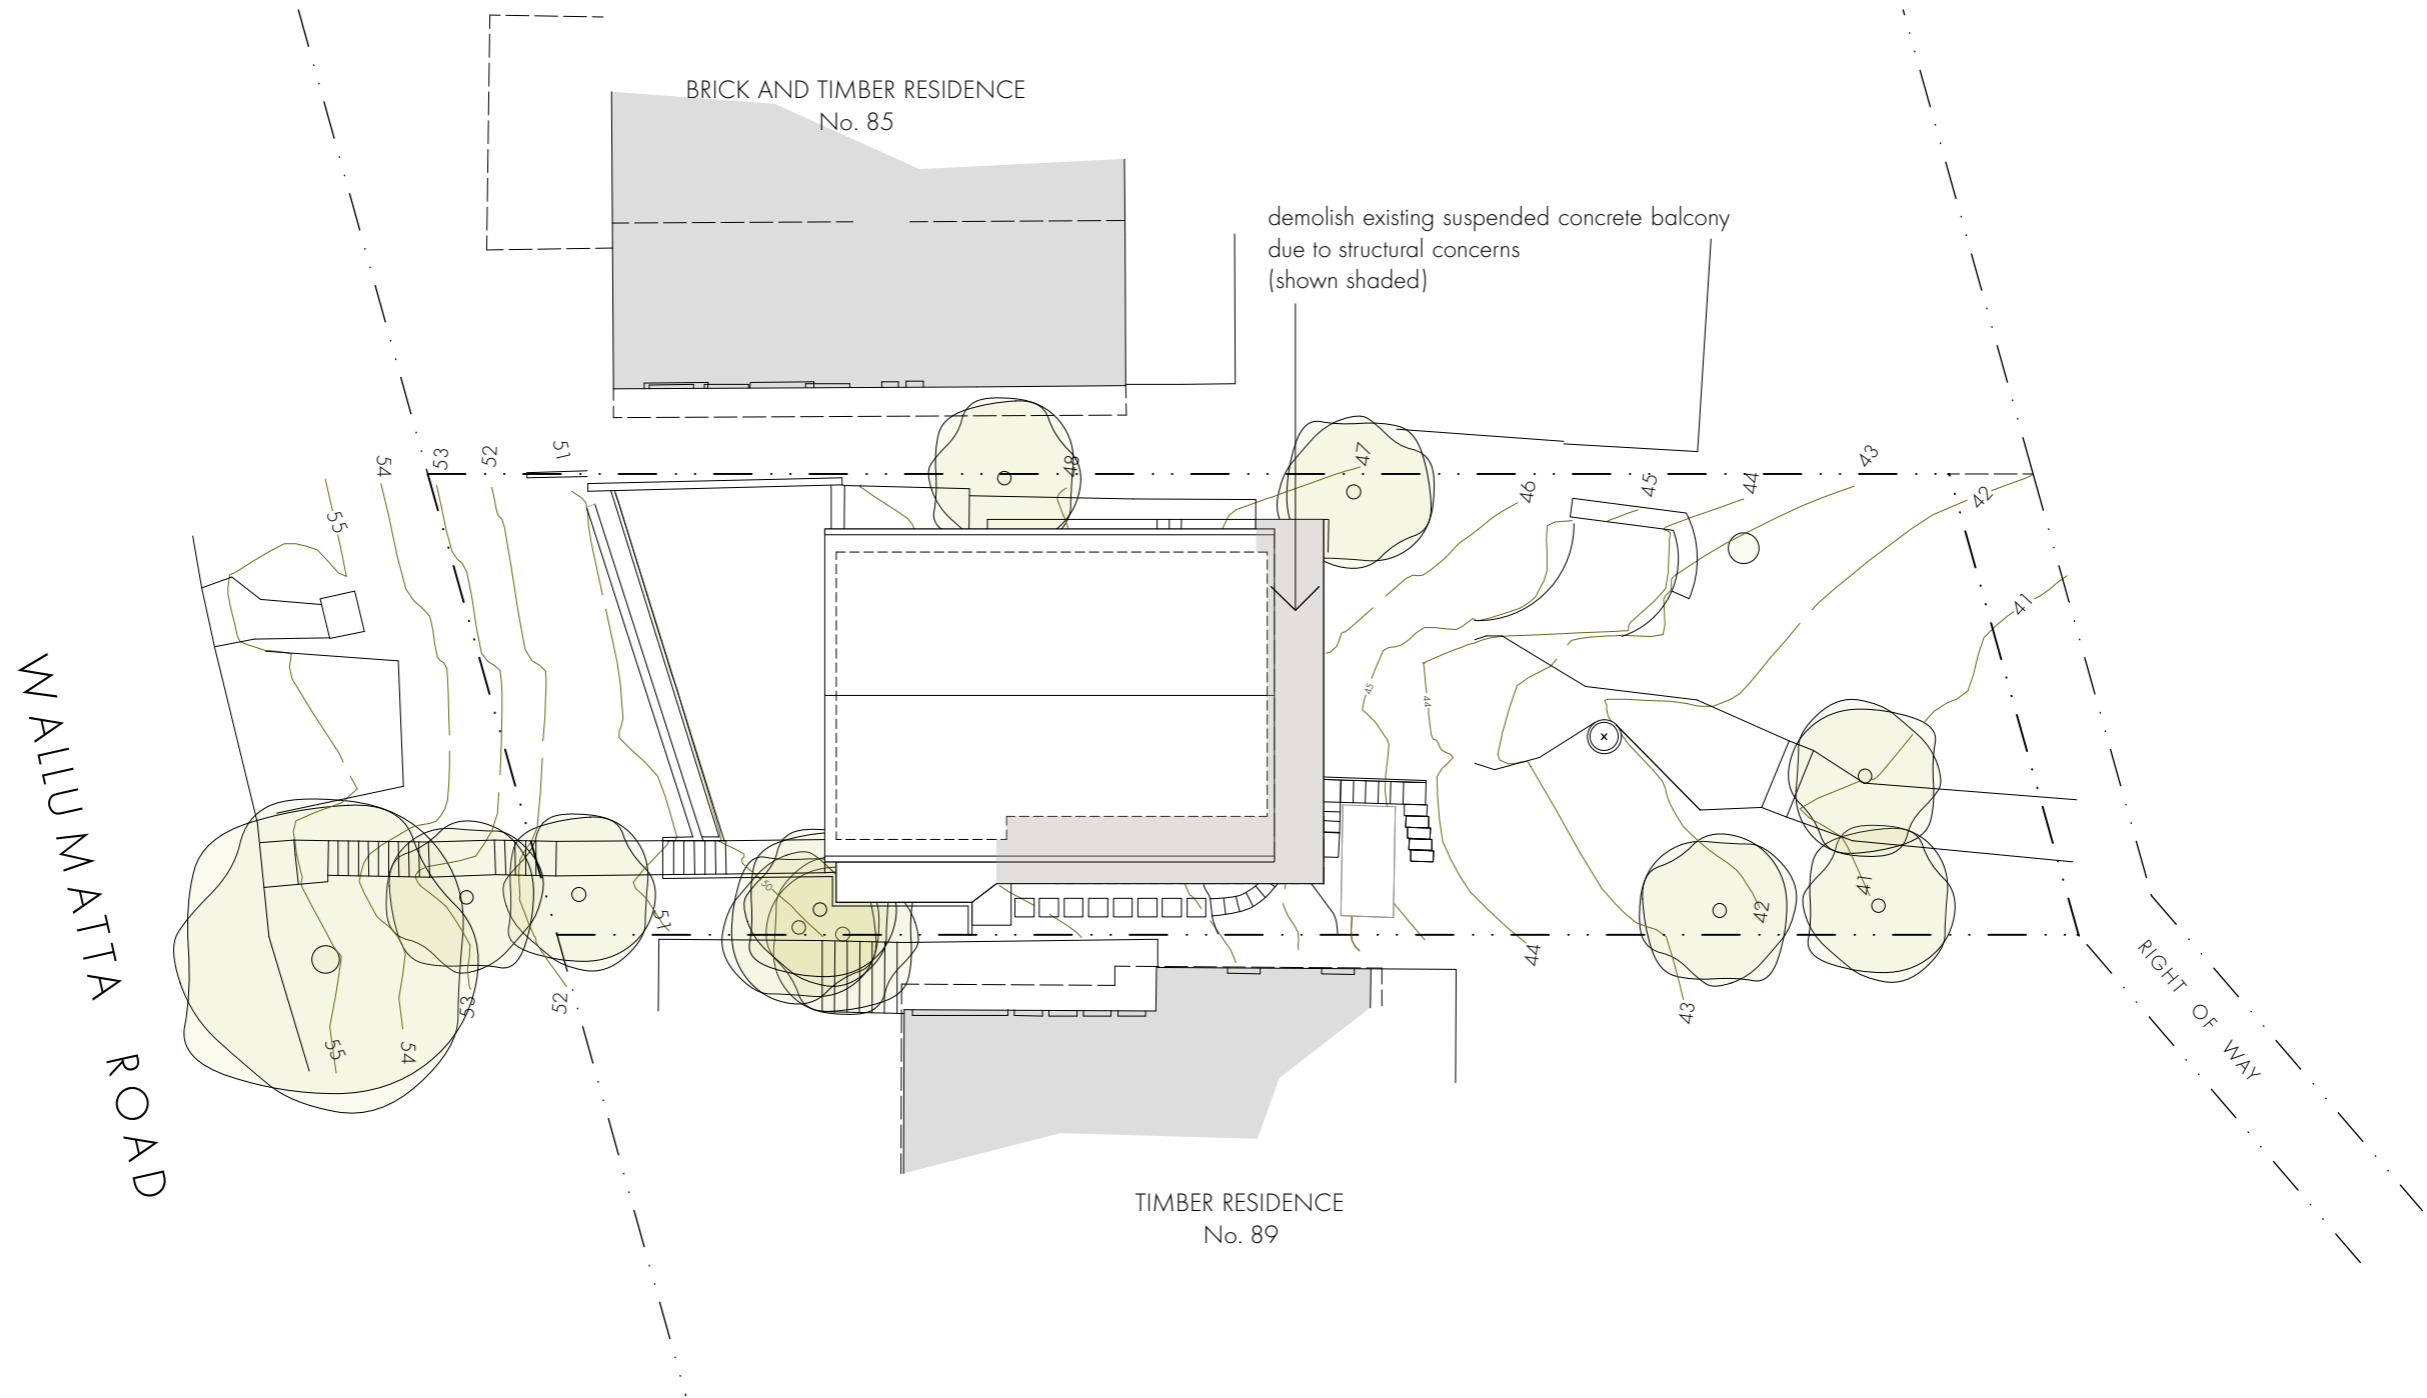 BRICK AND TIMBER RESIDENCE
No. 85
demolish existing suspended concrete balcony
due to structural concerns
(shown shaded)
54
53
52
51
48
47
46
45
44
43
42
55
41
45
44
WALLUMATTA ROAD
50
51
41
42
44
43
53
52
55
54
RIGHT OF WAY
x
TIMBER RESIDENCE
No. 89